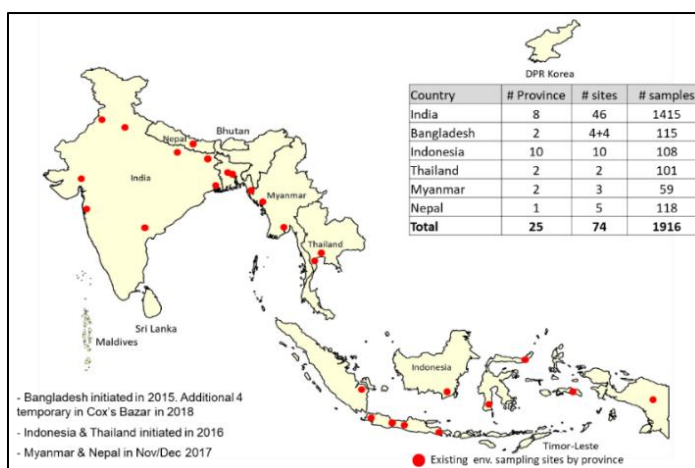 DPR Korea
Country # Province # sites # samples
India 8 46 1415
Bangladesh 2 4+4 115
Indonesia 10 10 108
Thailand 2 2 101
Myanmar 2 3 59
Nepal 1 5 118
Total 25 74 1916
Bhutan
Nepal
India
Myanmar
Thailand
Sri Lanka
Maldives
Indonesia
Timor-Leste
- Bangladesh initiated in 2015. Additional 4
temporary in Cox's Bazar in 2018
- Indonesia & Thailand initiated in 2016
- Myanmar & Nepal in Nov/Dec 2017
Existing env. sampling sites by province